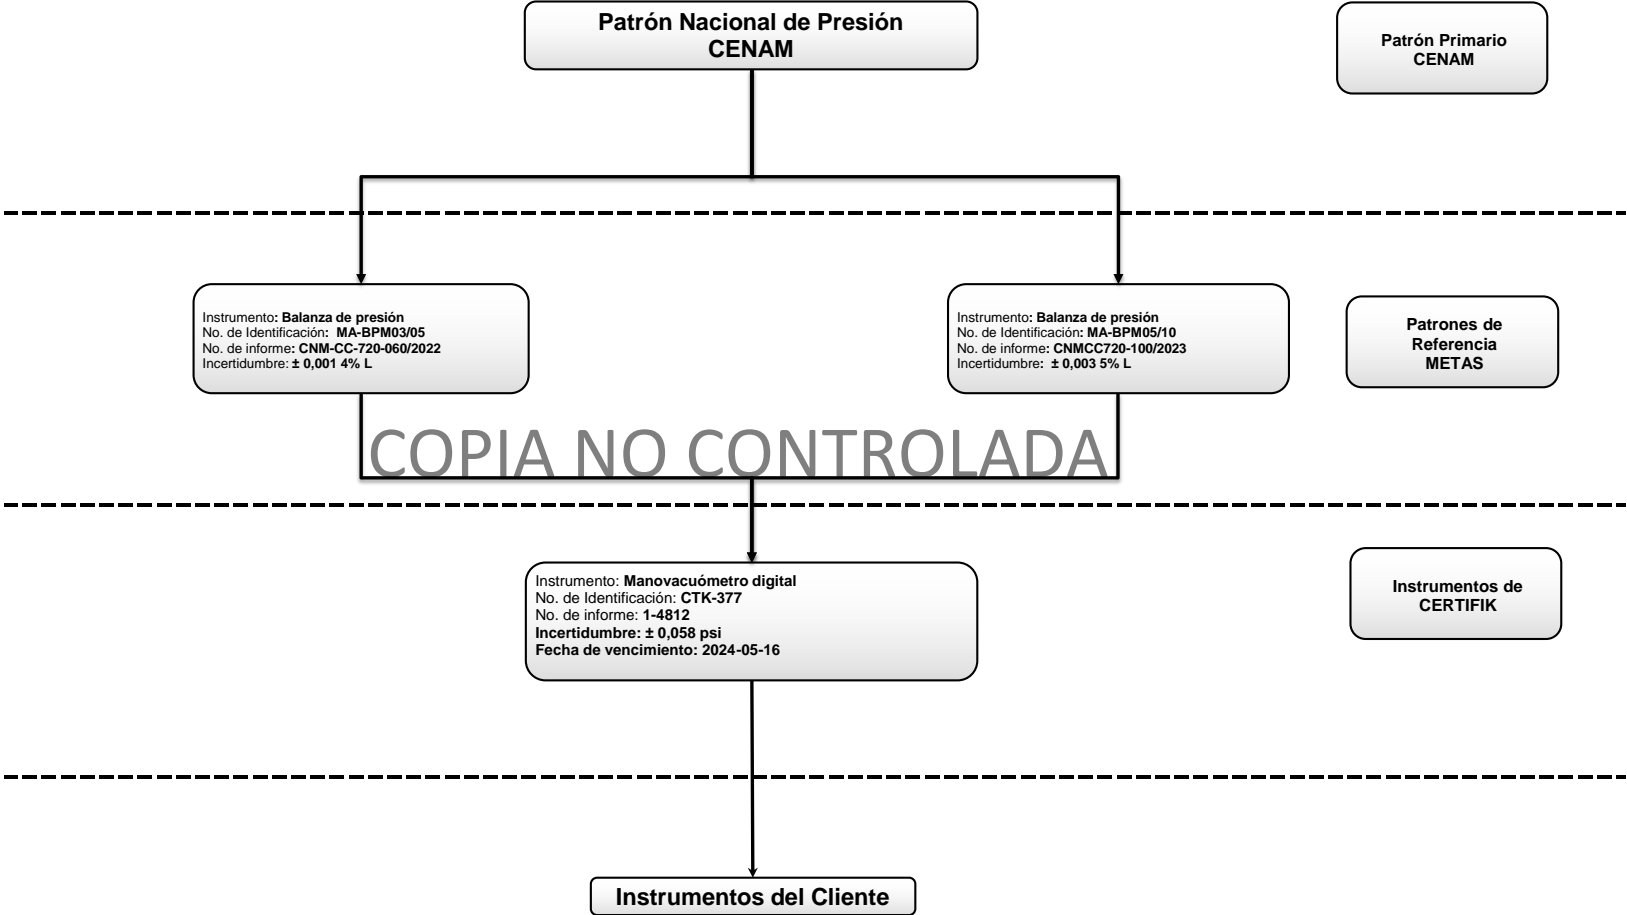 Patrón Nacional de Presión
CENAM
Patrón Primario
CENAM
Instrumento: Balanza de presión
No. de Identificación:  MA-BPM03/05
No. de informe: CNM-CC-720-060/2022
Incertidumbre: ± 0,001 4% L
Instrumento: Balanza de presión
No. de Identificación: MA-BPM05/10
No. de informe: CNMCC720-100/2023
Incertidumbre:  ± 0,003 5% L
Patrones de
Referencia
METAS
COPIA NO CONTROLADA
Instrumento: Manovacuómetro digital
No. de Identificación: CTK-377
No. de informe: 1-4812
Incertidumbre: ± 0,058 psi
Fecha de vencimiento: 2024-05-16
Instrumentos de
CERTIFIK
Instrumentos del Cliente